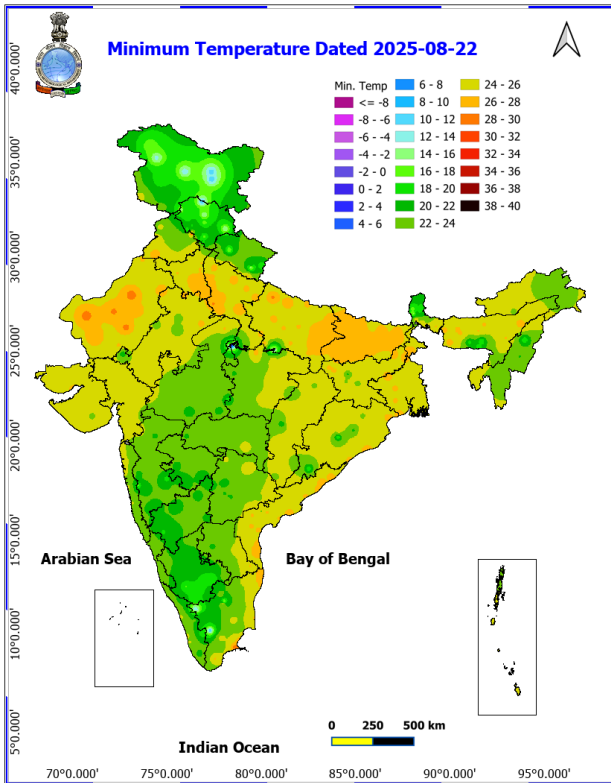 Minimum Temperature Dated 2025-08-22
Min. Temp
<= -8
-8 - -6
-6 - -4
-4 - -2
-2 - 0
0 - 2
2 - 4
4 - 6
6 - 8
8 - 10
10 - 12
12 - 14
14 - 16
16 - 18
18 - 20
20 - 22
22 - 24
24 - 26
26 - 28
28 - 30
30 - 32
32 - 34
34 - 36
36 - 38
38 - 40
40°0.000'
35°0.000'
30°0.000'
25°0.000'
20°0.000'
15°0.000'
10°0.000'
5°0.000'
Arabian Sea
Bay of Bengal
0 250 500 km
Indian Ocean
70°0.000' 75°0.000' 80°0.000' 85°0.000' 90°0.000' 95°0.000'